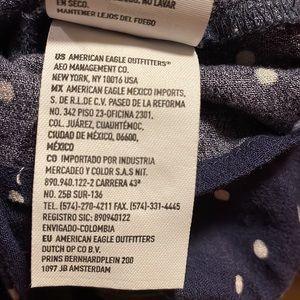 EN SECO. NO LAVAR
EN SECO.
MANTENER LEJOS DEL FUEGO
US AMERICAN EAGLE OUTFITTERS®
AEO MANAGEMENT CO.
NEW YORK, NY 10016 USA
MX AMERICAN EAGLE MEXICO IMPORTS,
S. DE R.L.DE C.V. PASEO DE LA REFORMA
NO. 342 PISO 23-OFICINA 2301,
COL. JUÁREZ, CUAUHTÉMOC,
CIUDAD DE MÉXICO, 06600,
MÉXICO
CO IMPORTADO POR INDUSTRIA
MERCADEO Y COLOR S.A.S NIT.
890.940.122-2 CARRERA 43ª
NO. 25B SUR-136
TEL: (574)-270-4211 FAX. (574)-331-4445
REGISTRO SIC: 890940122
ENVIGADO-COLOMBIA
EU AMERICAN EAGLE OUTFITTERS
DUTCH OP CO B.V.
PRINS BERNHARDPLEIN 200
1097 JB AMSTERDAM